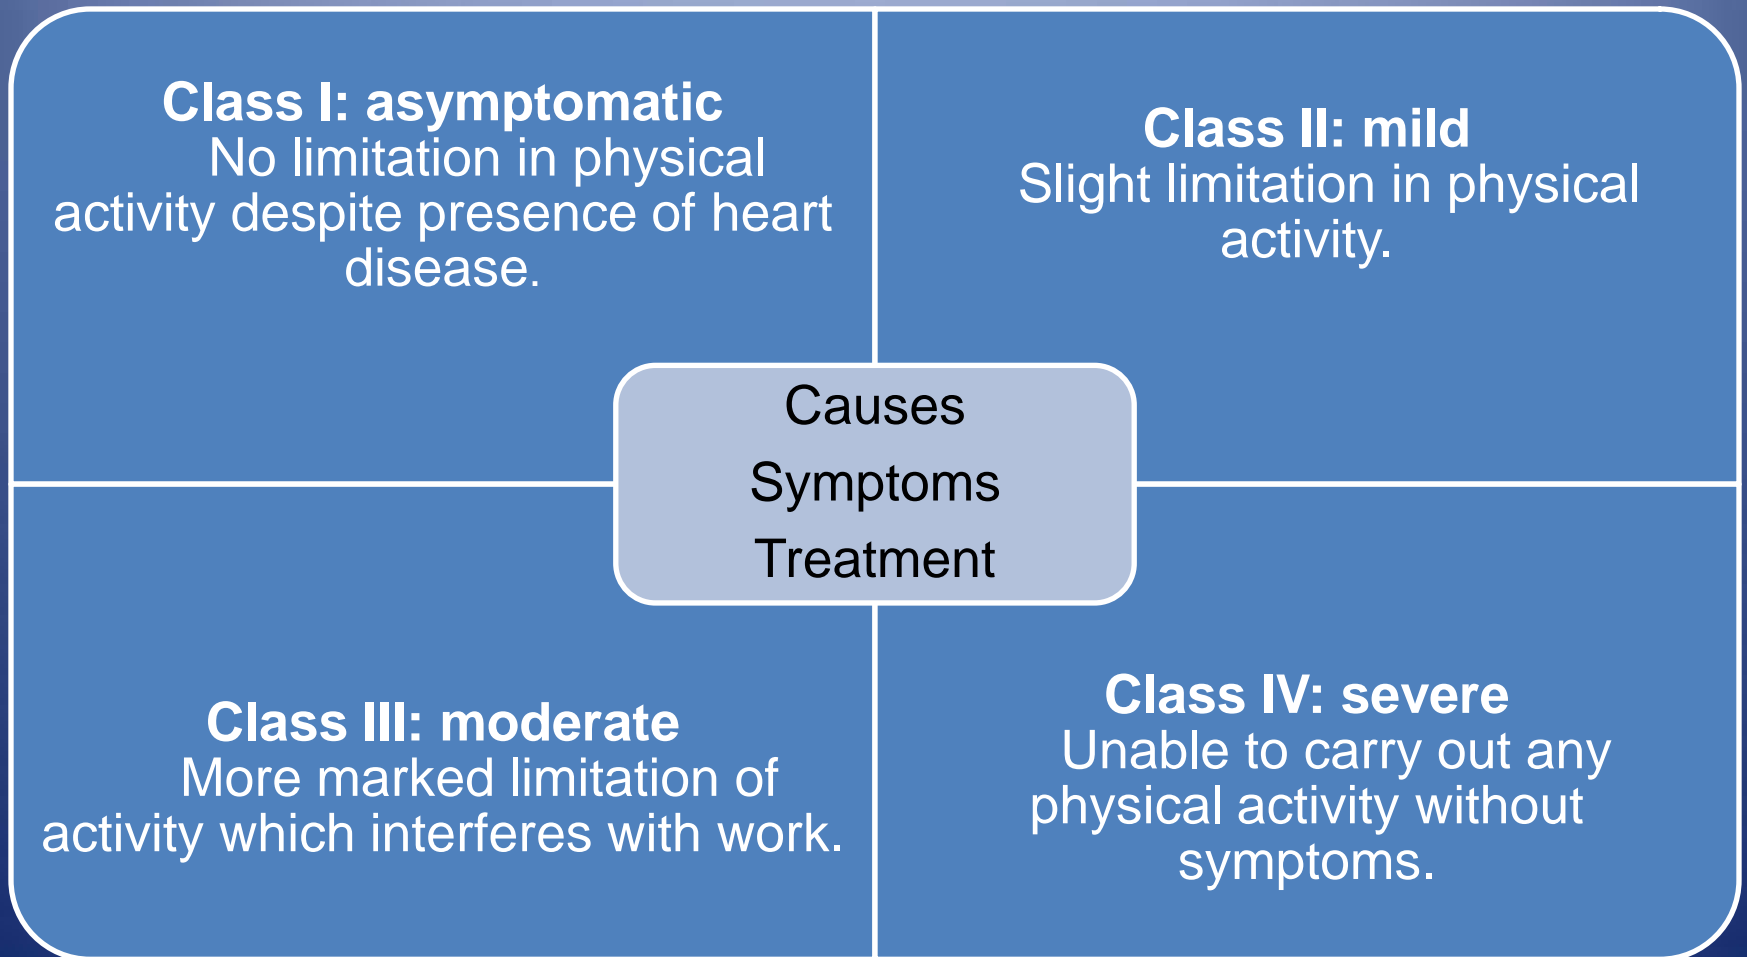 Class I: asymptomatic
No limitation in physical
activity despite presence of heart
disease.
Class II: mild
Slight limitation in physical
activity.
Causes
Symptoms
Treatment
Class III: moderate
More marked limitation of
activity which interferes with work.
Class IV: severe
Unable to carry out any
physical activity without
symptoms.